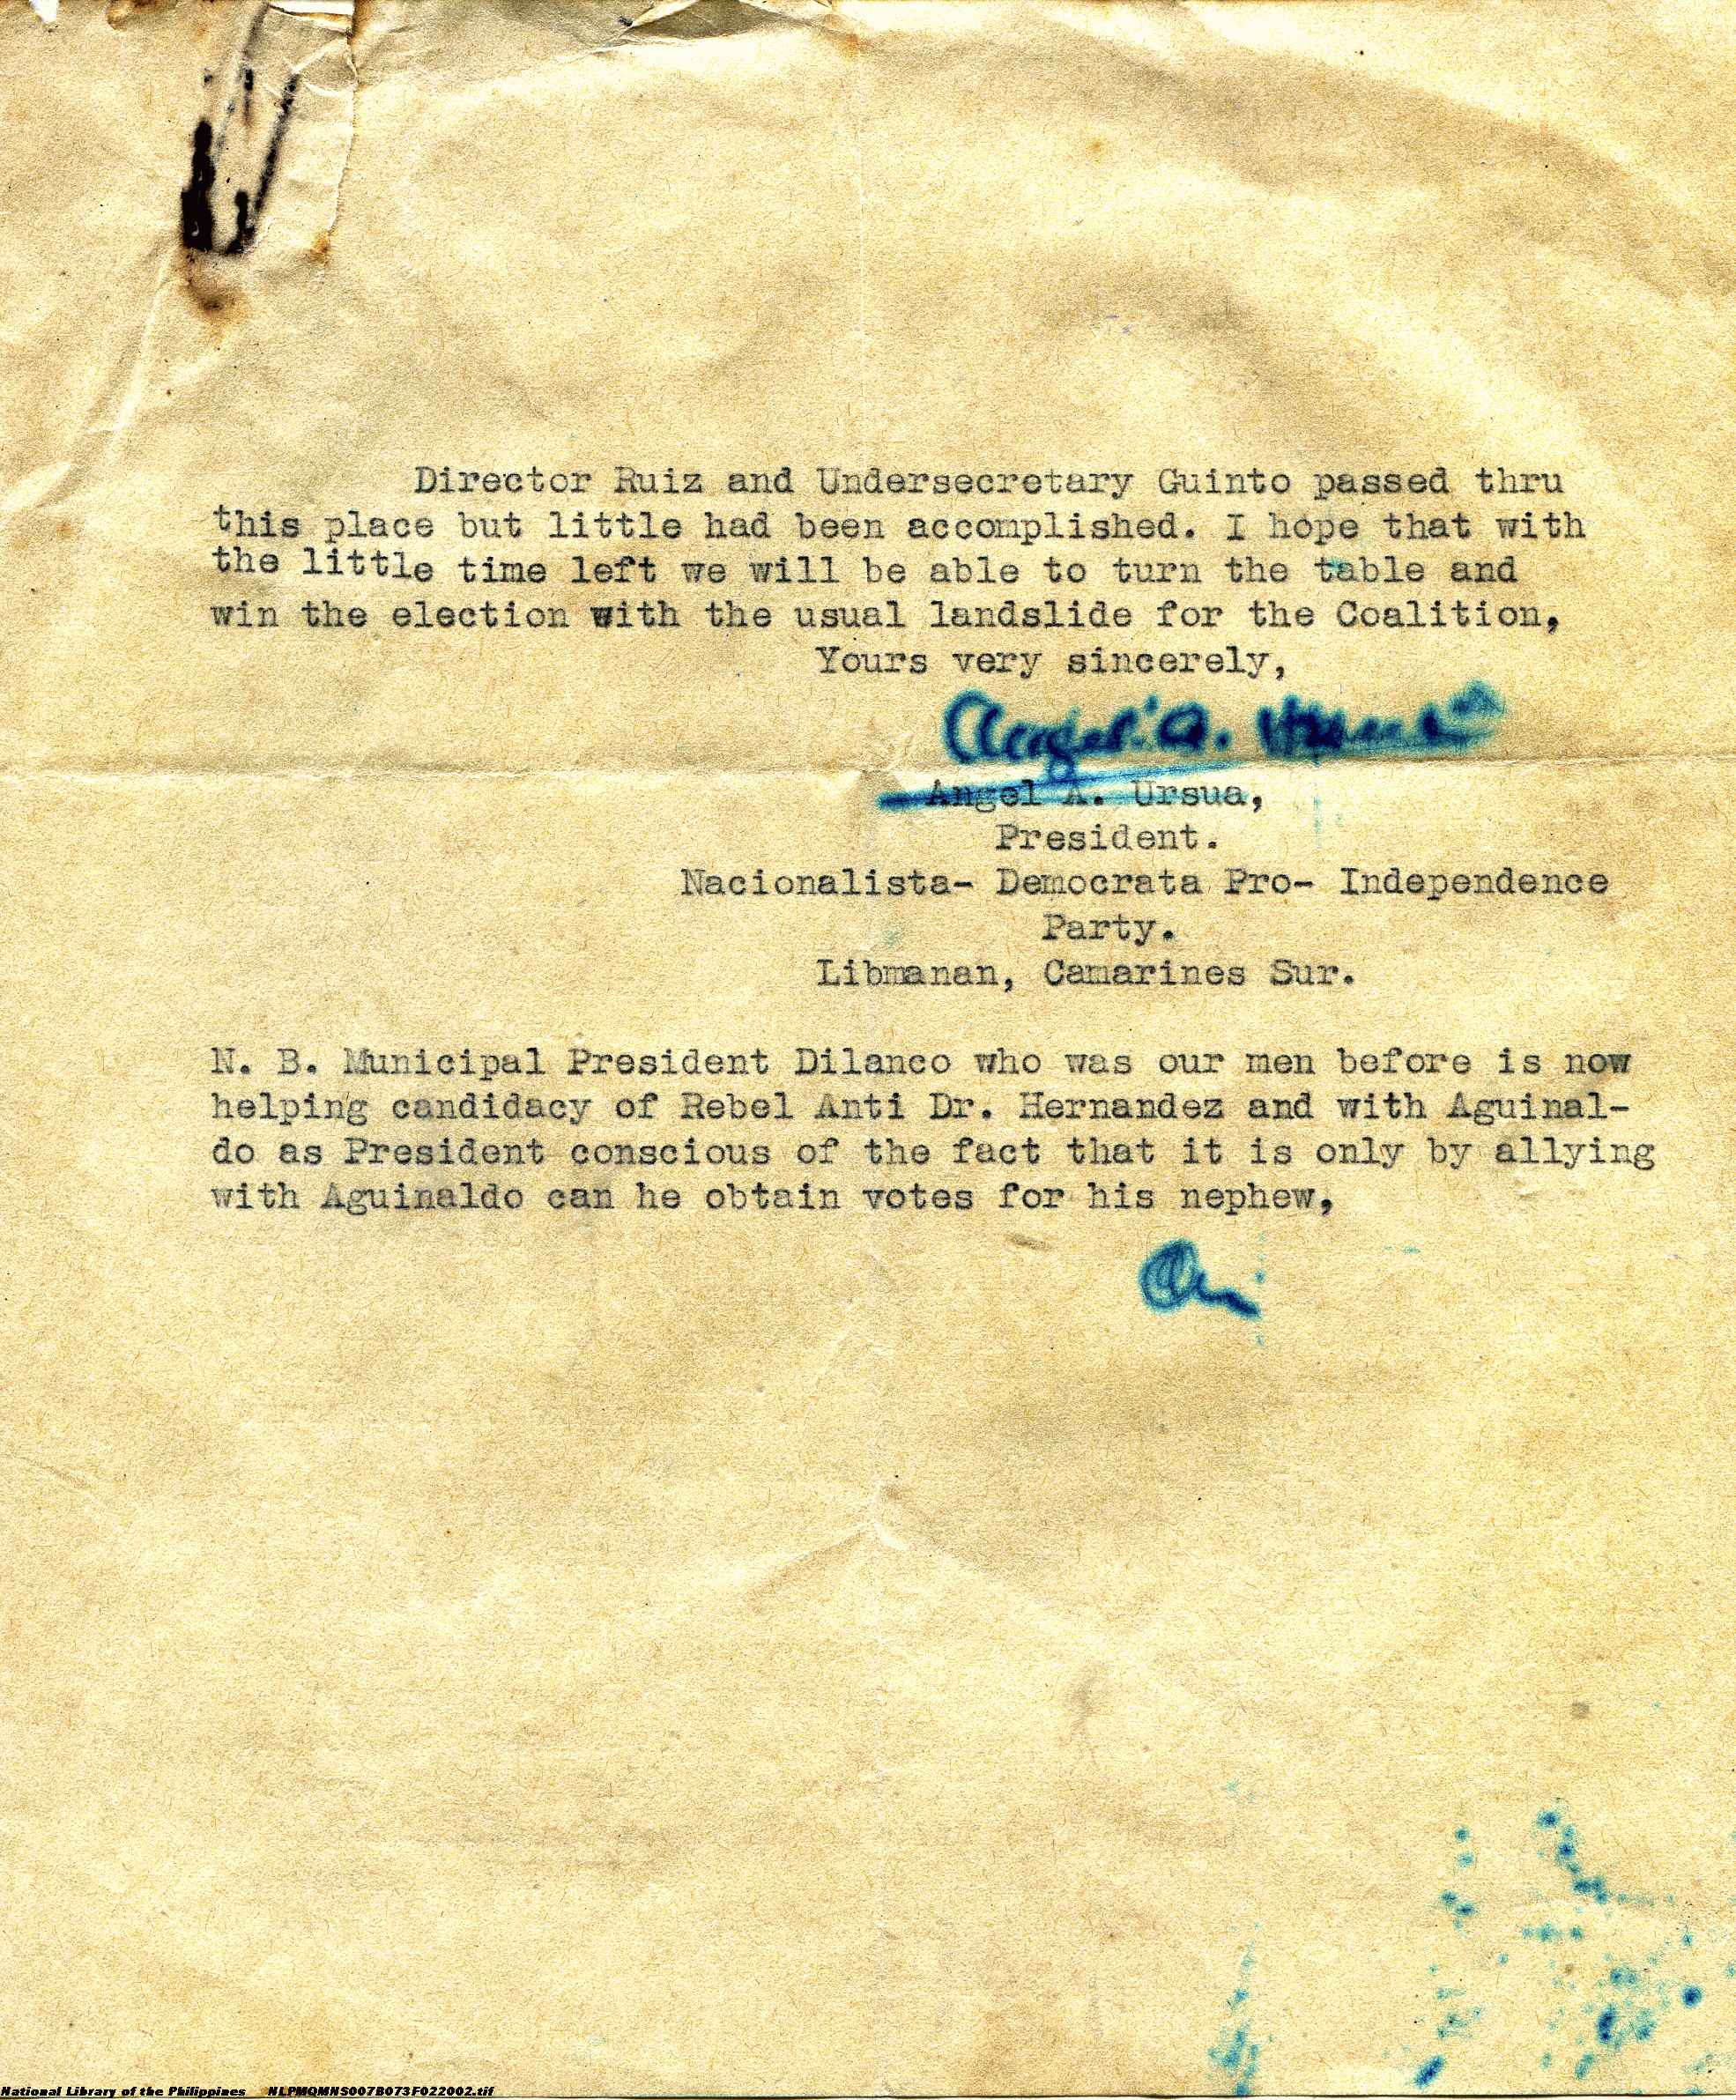 Director Ruiz and Undersecretary Guinto passed thru
this place but little had been accomplished. I hope that with
the little time left we will be able to turn the table and
win the election with the usual landslide for the Coalition,
Yours very sincerely,
Angel A.
Angel A. Ursua,
President.
Nacionalista- Democrata Pro- Independence
Party.
Libmanan, Camarines Sur.
N. B. Municipal President Dilanco who was our men before is now
helping candidacy of Rebel Anti Dr. Hernandez and with Aguinal-
do as President conscious of the fact that it is only by allying
with Aguinaldo can he obtain votes for his nephew,
National Library of the Philippines NLPMQMNS007B073F022002.tif